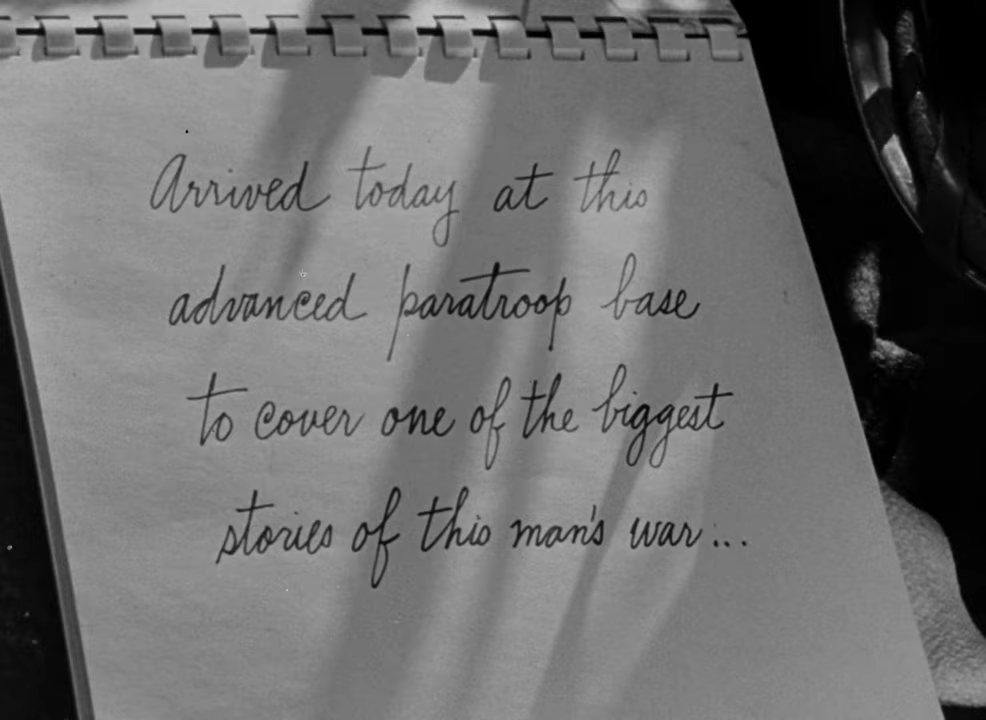 Arrived today at this
advanced paratroop base
to cover one of the biggest
stories of this man's war...